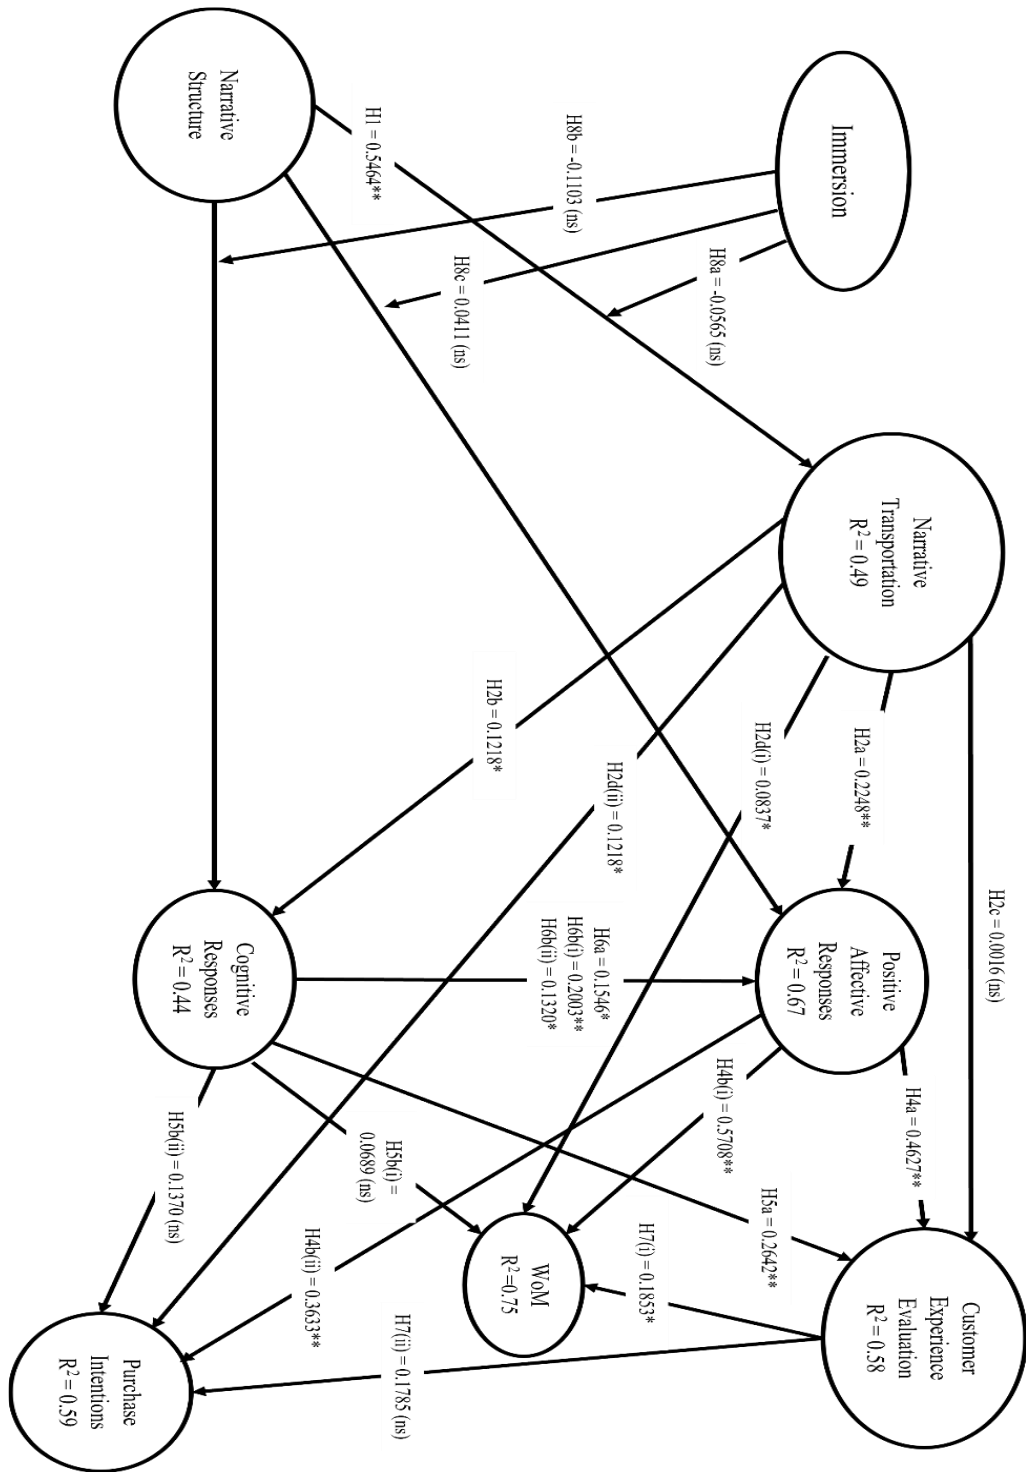 Immersion
Narrative
Structure
H1 = 0.5464**
H8b = -0.1103 (ns)
H8c = 0.0411 (ns)
H8a = -0.0565 (ns)
Narrative
Transportation
R² = 0.49
H2c = 0.0016 (ns)
H2a = 0.2248**
H2d(i) = 0.0837*
H2d(ii) = 0.1218*
H2b = 0.1218*
Positive
Affective
Responses
R² = 0.67
H6a = 0.1546*
H6b(i) = 0.2003**
H6b(ii) = 0.1320*
Cognitive
Responses
R² = 0.44
H4a = 0.4627**
H4b(i) = 0.5708**
H5a = 0.2642**
H5b(i) =
0.0689 (ns)
H5b(ii) = 0.1370 (ns)
H4b(ii) = 0.3633**
H7(i) = 0.1853*
H7(ii) = 0.1785 (ns)
Customer
Experience
Evaluation
R² = 0.58
WoM
R² =0.75
Purchase
Intentions
R² = 0.59